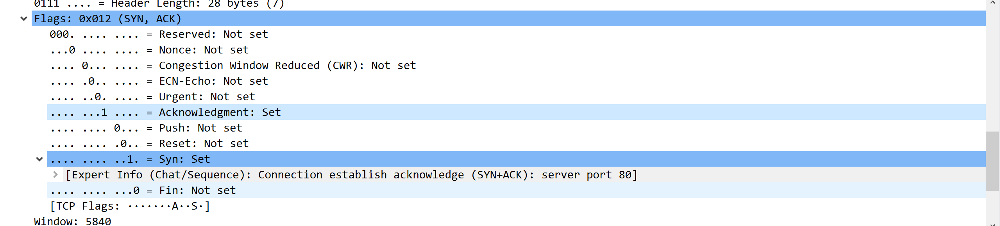 0111 .... = Header Length: 28 bytes (7)
Flags: 0x012 (SYN, ACK)
000. .... .... = Reserved: Not set
...0 .... .... = Nonce: Not set
.... 0... .... = Congestion Window Reduced (CWR): Not set
.... .0.. .... = ECN-Echo: Not set
.... ..0. .... = Urgent: Not set
.... ...1 .... = Acknowledgment: Set
.... .... 0... = Push: Not set
.... .... .0.. = Reset: Not set
.... .... ..1. = Syn: Set
[Expert Info (Chat/Sequence): Connection establish acknowledge (SYN+ACK): server port 80]
.... .... ...0 = Fin: Not set
[TCP Flags: ·······A··S·]
Window: 5840